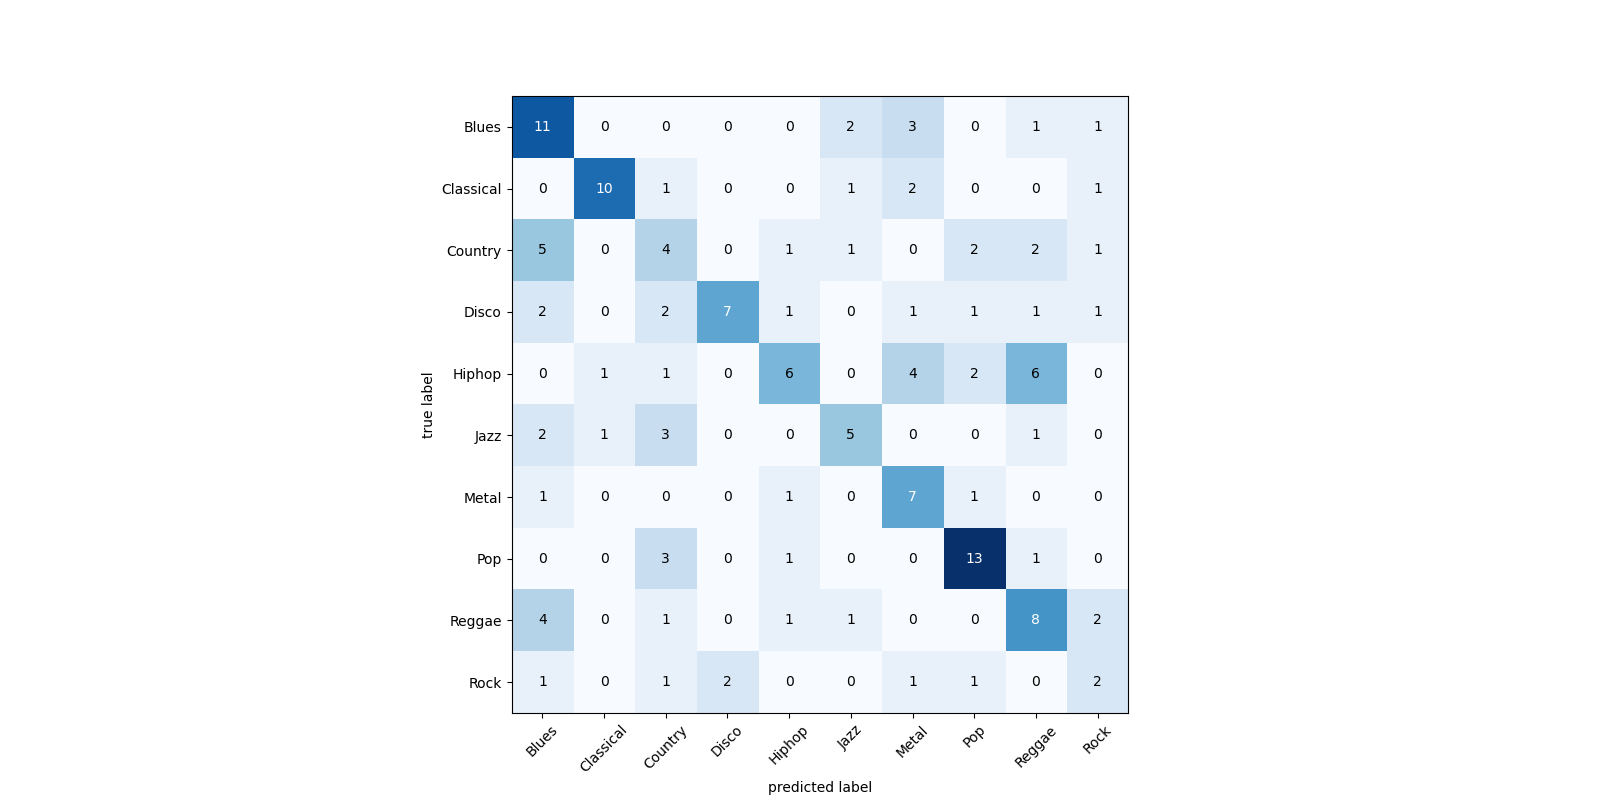 Blues 11 0 0 0 0 2 3 0 1 1
Classical 0 10 1 0 0 1 2 0 0 1
Country 5 0 4 0 1 1 0 2 2 1
Disco 2 0 2 7 1 0 1 1 1 1
Hiphop 0 1 1 0 6 0 4 2 6 0
Jazz 2 1 3 0 0 5 0 0 1 0
Metal 1 0 0 0 1 0 7 1 0 0
Pop 0 0 3 0 1 0 0 13 1 0
Reggae 4 0 1 0 1 1 0 0 8 2
Rock 1 0 1 2 0 0 1 1 0 2
true label
Blues Classical Country Disco Hiphop Jazz Metal Pop Reggae Rock
predicted label